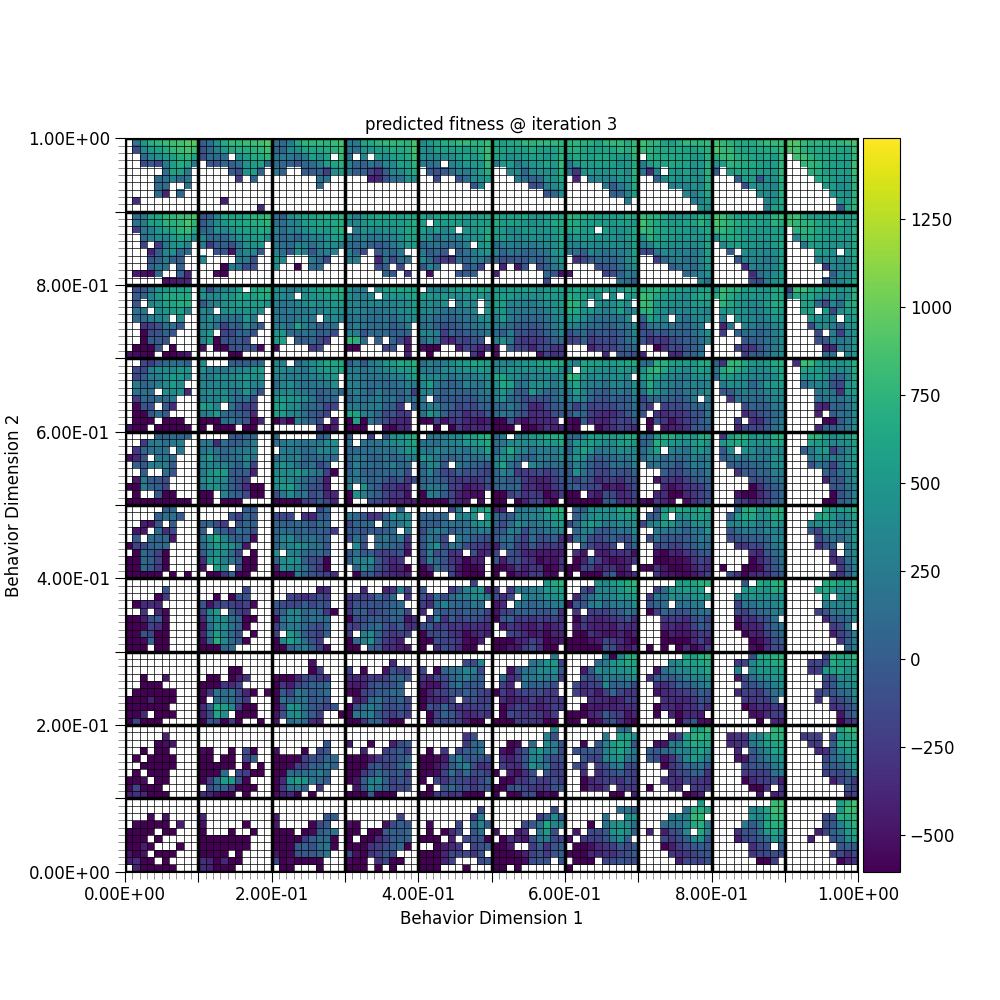 predicted fitness @ iteration 3
1.00E+00
8.00E-01
6.00E-01
4.00E-01
2.00E-01
0.00E+00
Behavior Dimension 2
0.00E+00 2.00E-01 4.00E-01 6.00E-01 8.00E-01 1.00E+00
Behavior Dimension 1
1250
1000
750
500
250
0
−250
−500